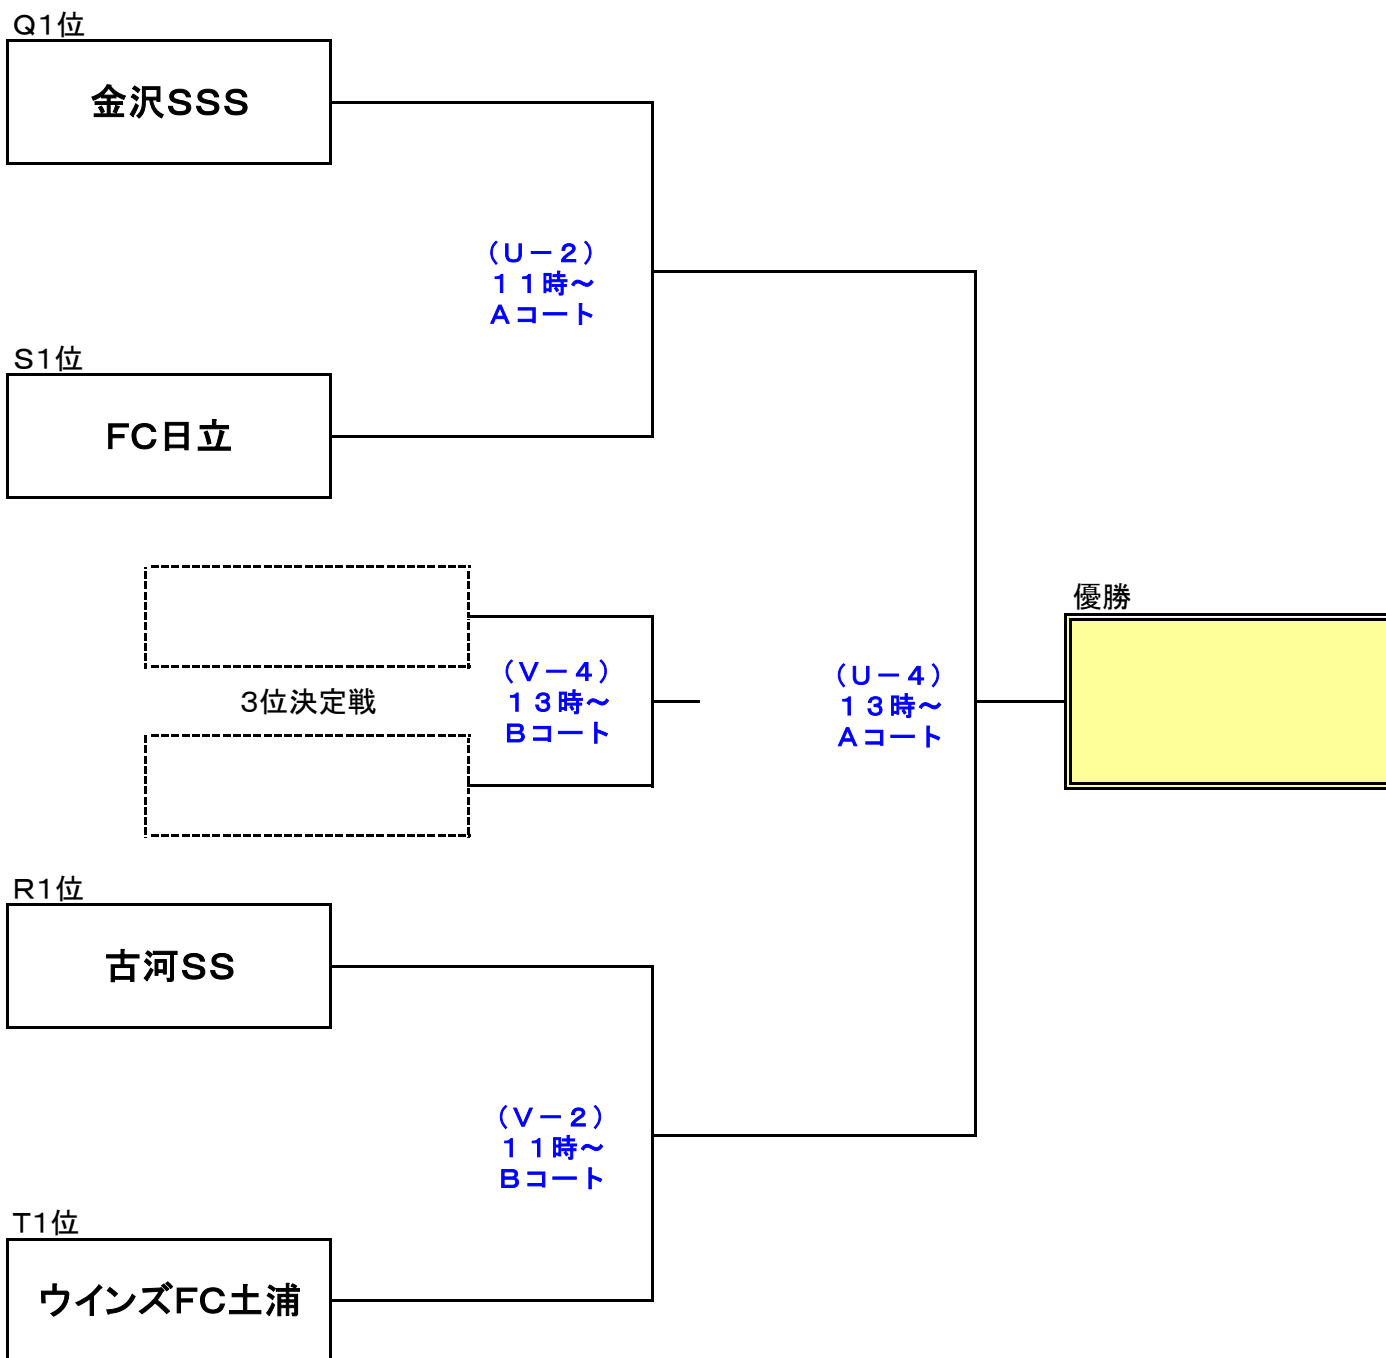 Q1位
金沢SSS
（U－2）
１１時～
Aコート
S1位
FC日立
優勝
（V－4）
１３時～
Bコート
3位決定戦
（U－4）
１３時～
Aコート
R1位
古河SS
（V－2）
１１時～
Bコート
T1位
ウインズFC土浦